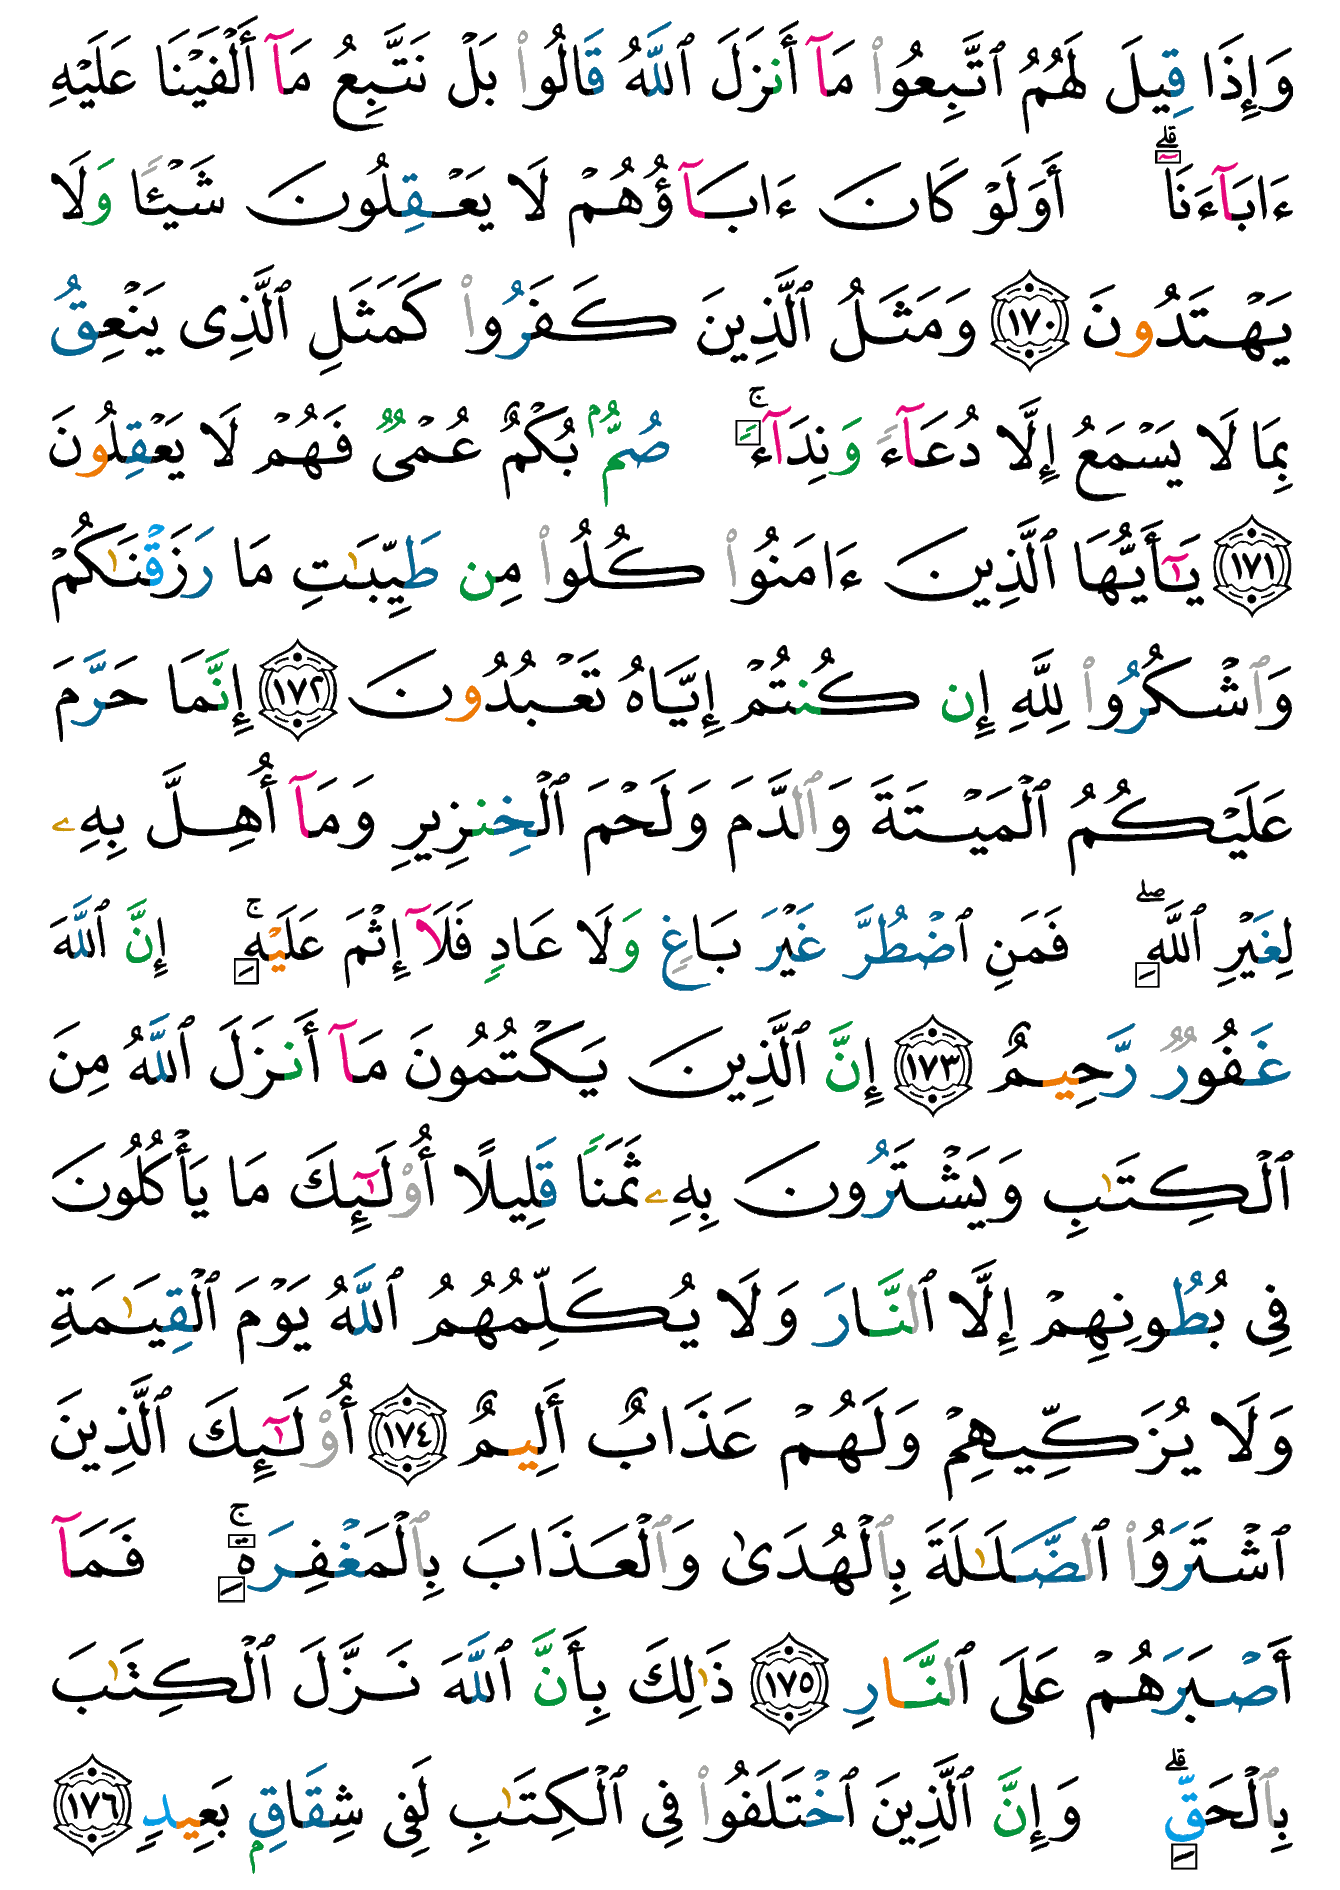 وَإِذَا قِيلَ لَهُمُ ٱتَّبِعُوا۟ مَآ أَنزَلَ ٱللَّهُ قَالُوا۟ بَلْ نَتَّبِعُ مَآ أَلْفَيْنَا عَلَيْهِ
ءَابَآءَنَآ ۗ أَوَلَوْ كَانَ ءَابَآؤُهُمْ لَا يَعْقِلُونَ شَيْـًٔا وَلَا
يَهْتَدُونَ ١٧٠ وَمَثَلُ ٱلَّذِينَ كَفَرُوا۟ كَمَثَلِ ٱلَّذِى يَنْعِقُ
بِمَا لَا يَسْمَعُ إِلَّا دُعَآءً وَنِدَآءً ۚ صُمٌّۢ بُكْمٌ عُمْىٌ فَهُمْ لَا يَعْقِلُونَ
١٧١ يَـٰٓأَيُّهَا ٱلَّذِينَ ءَامَنُوا۟ كُلُوا۟ مِن طَيِّبَـٰتِ مَا رَزَقْنَـٰكُمْ
وَٱشْكُرُوا۟ لِلَّهِ إِن كُنتُمْ إِيَّاهُ تَعْبُدُونَ ١٧٢ إِنَّمَا حَرَّمَ
عَلَيْكُمُ ٱلْمَيْتَةَ وَٱلدَّمَ وَلَحْمَ ٱلْخِنزِيرِ وَمَآ أُهِلَّ بِهِۦ
لِغَيْرِ ٱللَّهِ ۖ فَمَنِ ٱضْطُرَّ غَيْرَ بَاغٍ وَلَا عَادٍ فَلَآ إِثْمَ عَلَيْهِ ۚ إِنَّ ٱللَّهَ
غَفُورٌ رَّحِيمٌ ١٧٣ إِنَّ ٱلَّذِينَ يَكْتُمُونَ مَآ أَنزَلَ ٱللَّهُ مِنَ
ٱلْكِتَـٰبِ وَيَشْتَرُونَ بِهِۦ ثَمَنًا قَلِيلًا أُو۟لَـٰٓئِكَ مَا يَأْكُلُونَ
فِى بُطُونِهِمْ إِلَّا ٱلنَّارَ وَلَا يُكَلِّمُهُمُ ٱللَّهُ يَوْمَ ٱلْقِيَـٰمَةِ
وَلَا يُزَكِّيهِمْ وَلَهُمْ عَذَابٌ أَلِيمٌ ١٧٤ أُو۟لَـٰٓئِكَ ٱلَّذِينَ
ٱشْتَرَوُا۟ ٱلضَّلَـٰلَةَ بِٱلْهُدَىٰ وَٱلْعَذَابَ بِٱلْمَغْفِرَةِ ۚ فَمَآ
أَصْبَرَهُمْ عَلَى ٱلنَّارِ ١٧٥ ذَٰلِكَ بِأَنَّ ٱللَّهَ نَزَّلَ ٱلْكِتَـٰبَ
بِٱلْحَقِّ ۗ وَإِنَّ ٱلَّذِينَ ٱخْتَلَفُوا۟ فِى ٱلْكِتَـٰبِ لَفِى شِقَاقٍۭ بَعِيدٍ ١٧٦